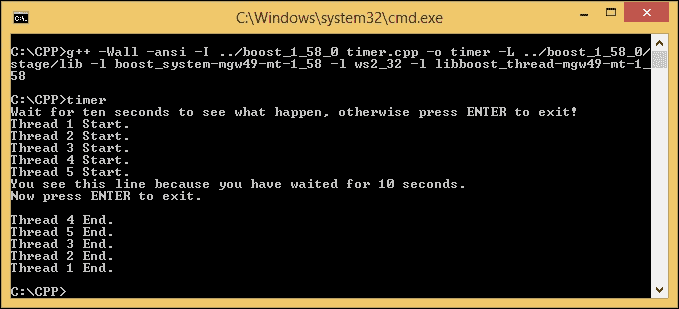 C:\Windows\system32\cmd.exe
C:\CPP>g++ -Wall -ansi -I ../boost_1_58_0 timer.cpp -o timer -L ../boost_1_58_0/
stage/lib -l boost_system-mgw49-mt-1_58 -l ws2_32 -l libboost_thread-mgw49-mt-1_
58
C:\CPP>timer
Wait for ten seconds to see what happen, otherwise press ENTER to exit!
Thread 1 Start.
Thread 2 Start.
Thread 3 Start.
Thread 4 Start.
Thread 5 Start.
You see this line because you have waited for 10 seconds.
Now press ENTER to exit.
Thread 4 End.
Thread 5 End.
Thread 3 End.
Thread 2 End.
Thread 1 End.
C:\CPP>